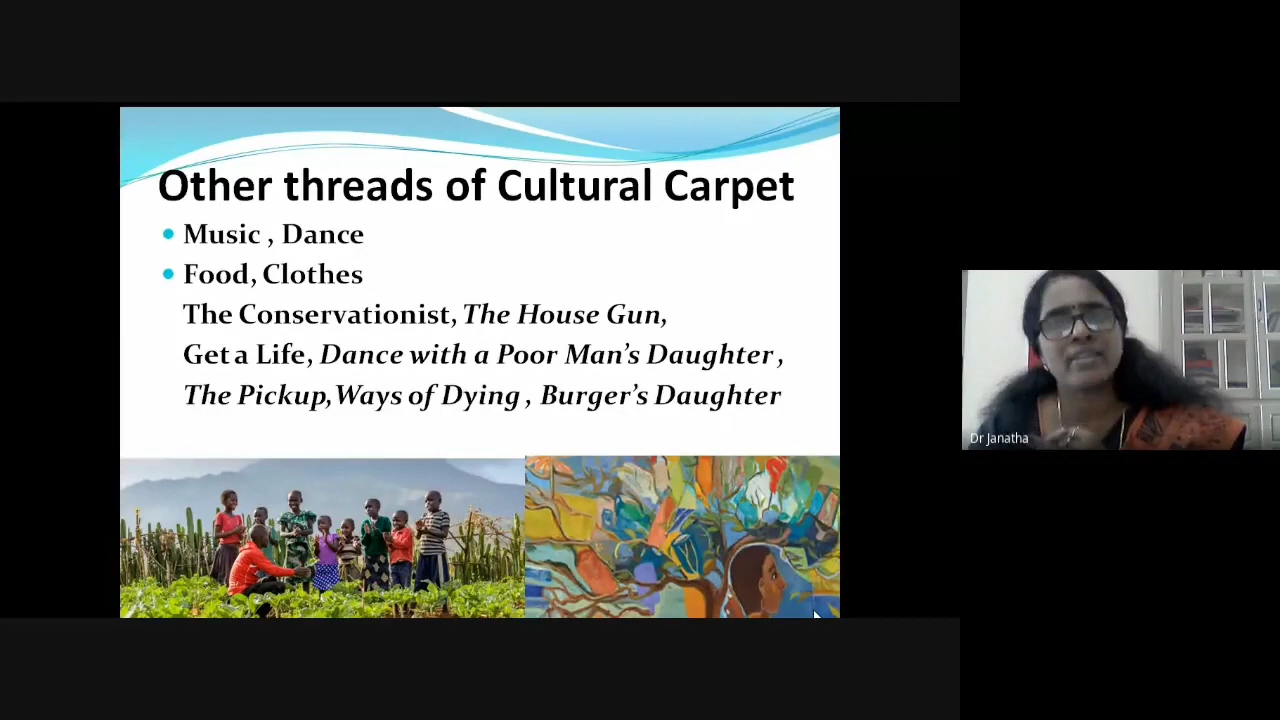 Other threads of Cultural Carpet
Music , Dance
Food, Clothes
The Conservationist, The House Gun,
Get a Life, Dance with a Poor Man's Daughter ,
The Pickup,Ways of Dying , Burger's Daughter
Dr Janatha